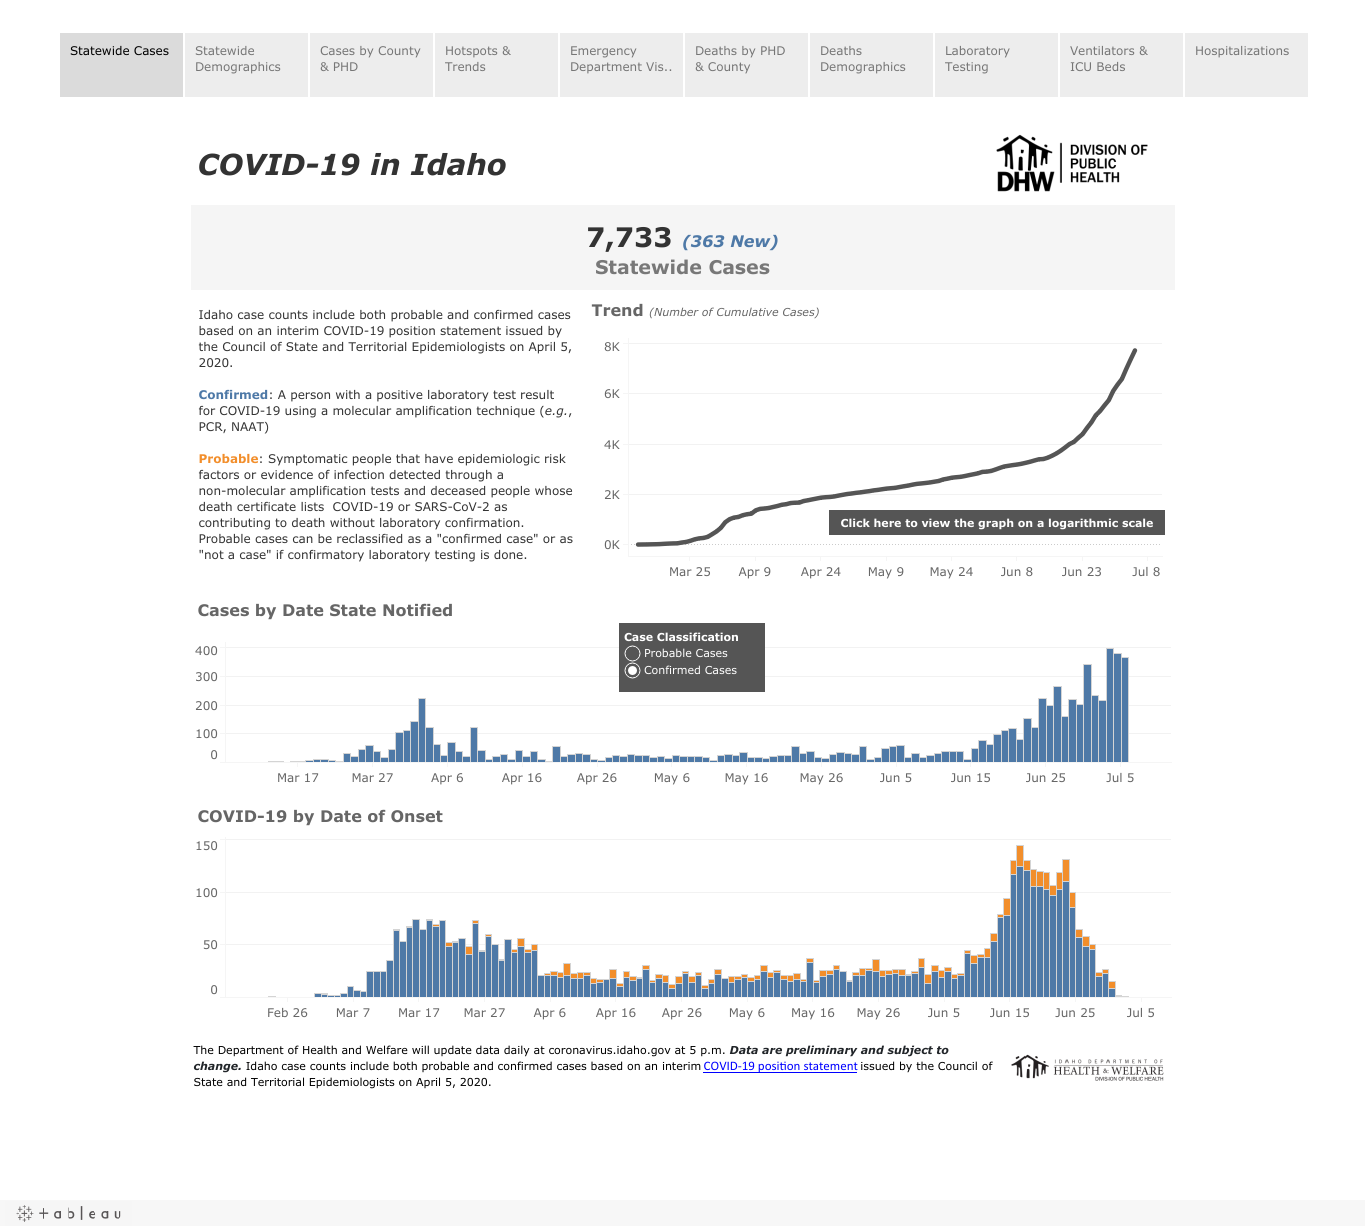 Statewide Cases
Statewide
Demographics
Cases by County
& PHD
Hotspots &
Trends
Emergency
Department Vis..
Deaths by PHD
& County
Deaths
Demographics
Laboratory
Testing
Ventilators &
ICU Beds
Hospitalizations
COVID-19 in Idaho
DHW
DIVISION OF
PUBLIC
HEALTH
7,733 (363 New)
Statewide Cases
Idaho case counts include both probable and confirmed cases
based on an interim COVID-19 position statement issued by
the Council of State and Territorial Epidemiologists on April 5,
2020.
Confirmed: A person with a positive laboratory test result
for COVID-19 using a molecular amplification technique (e.g.,
PCR, NAAT)
Probable: Symptomatic people that have epidemiologic risk
factors or evidence of infection detected through a
non-molecular amplification tests and deceased people whose
death certificate lists  COVID-19 or SARS-CoV-2 as
contributing to death without laboratory confirmation.
Probable cases can be reclassified as a "confirmed case" or as
"not a case" if confirmatory laboratory testing is done.
Trend (Number of Cumulative Cases)
8K
6K
4K
2K
0K
Click here to view the graph on a logarithmic scale
Mar 25 Apr 9 Apr 24 May 9 May 24 Jun 8 Jun 23 Jul 8
Cases by Date State Notified
Case Classification
Probable Cases
Confirmed Cases
400
300
200
100
0
Mar 17 Mar 27 Apr 6 Apr 16 Apr 26 May 6 May 16 May 26 Jun 5 Jun 15 Jun 25 Jul 5
COVID-19 by Date of Onset
150
100
50
0
Feb 26 Mar 7 Mar 17 Mar 27 Apr 6 Apr 16 Apr 26 May 6 May 16 May 26 Jun 5 Jun 15 Jun 25 Jul 5
The Department of Health and Welfare will update data daily at coronavirus.idaho.gov at 5 p.m. Data are preliminary and subject to
change. Idaho case counts include both probable and confirmed cases based on an interim COVID-19 position statement issued by the Council of
State and Territorial Epidemiologists on April 5, 2020.
IDAHO DEPARTMENT OF
HEALTH & WELFARE
DIVISION OF PUBLIC HEALTH
+ableau